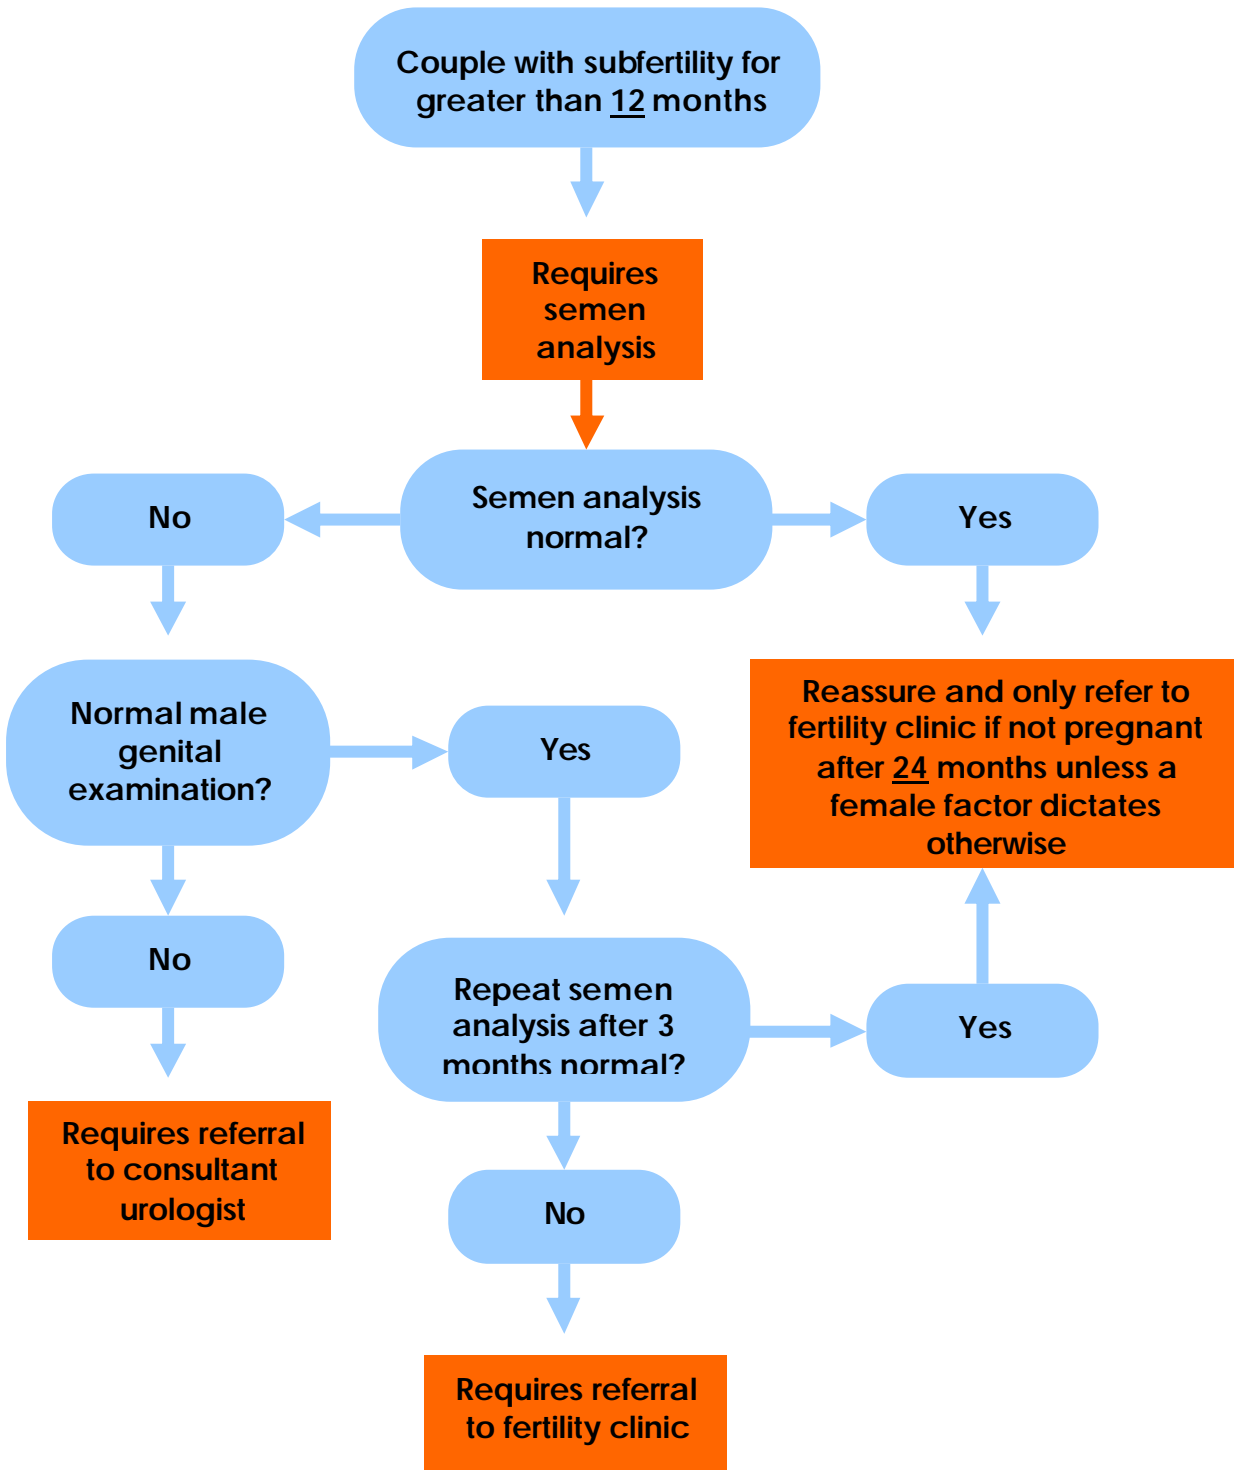 Couple with subfertility for
greater than 12 months
Requires
semen
analysis
Semen analysis
normal?
No
Yes
Normal male
genital
examination?
Yes
Reassure and only refer to
fertility clinic if not pregnant
after 24 months unless a
female factor dictates
otherwise
No
Repeat semen
analysis after 3
months normal?
Yes
Requires referral
to consultant
urologist
No
Requires referral
to fertility clinic